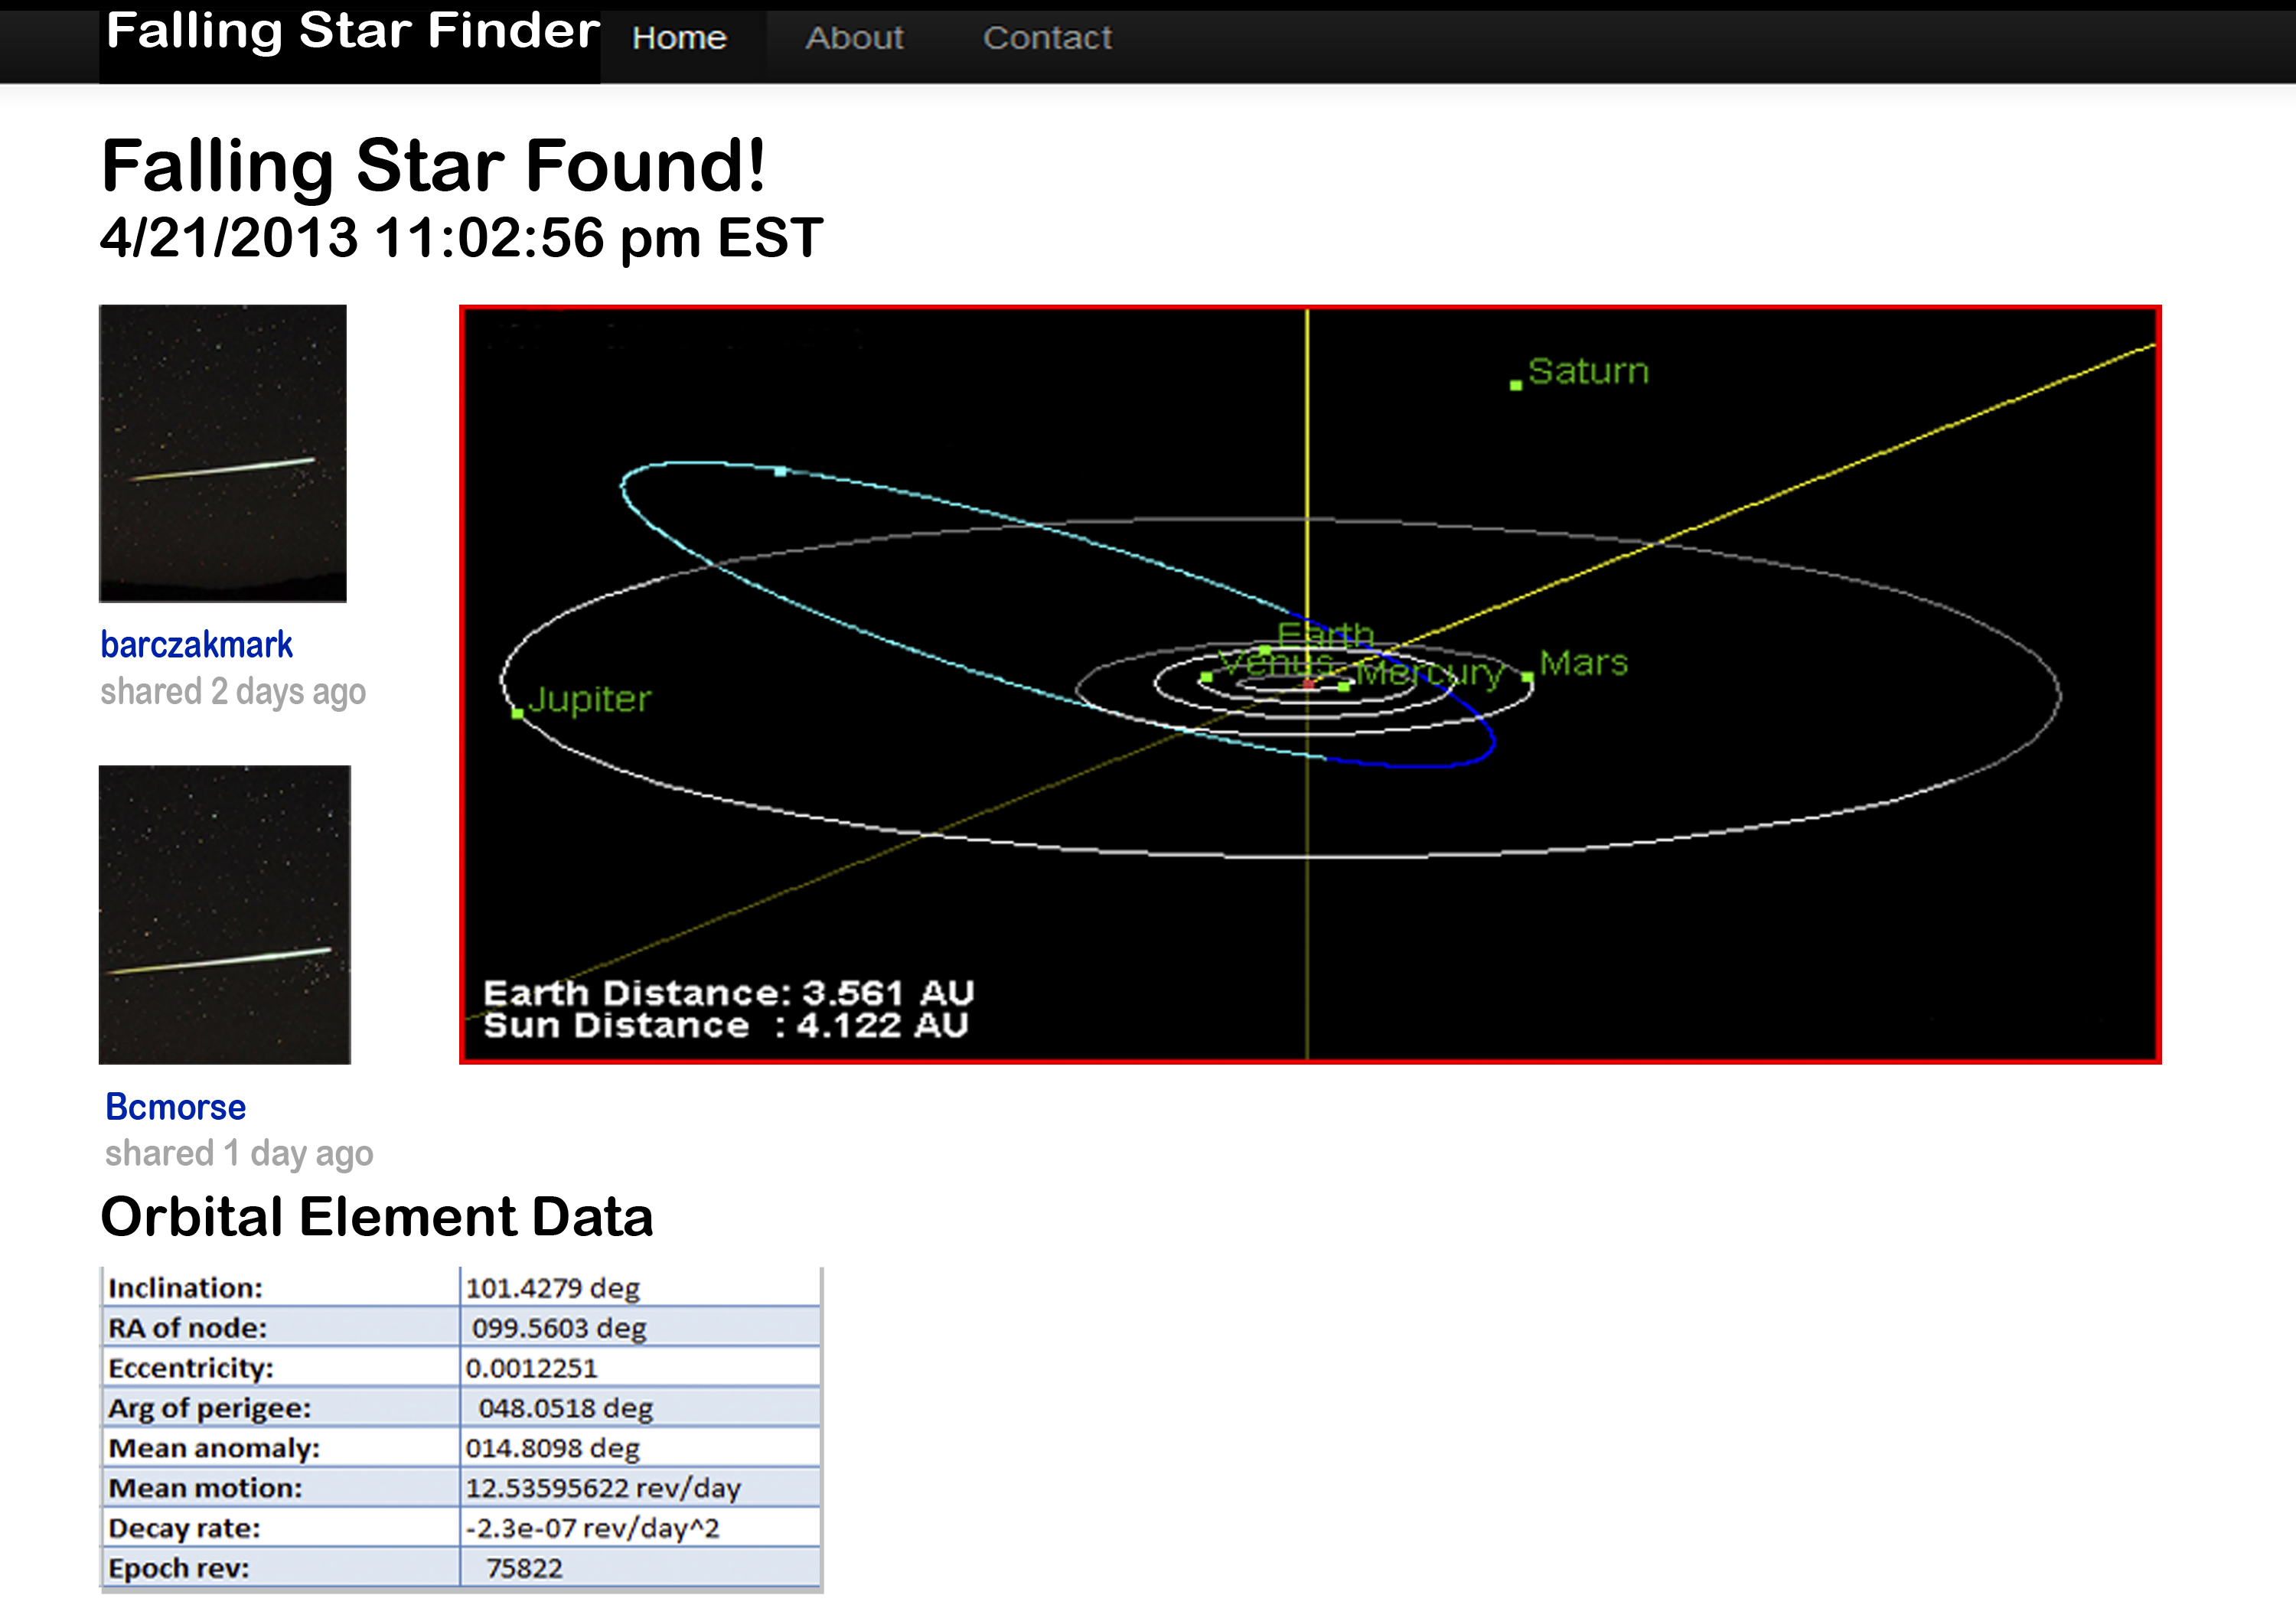 Falling Star Finder Home About Contact
Falling Star Found!
4/21/2013 11:02:56 pm EST
barczakmark
shared 2 days ago
Bcmorse
shared 1 day ago
Saturn
Earth
Venus Mercury Mars
Jupiter
Earth Distance: 3.561 AU
Sun Distance : 4.122 AU
Orbital Element Data
Inclination: 101.4279 deg
RA of node: 099.5603 deg
Eccentricity: 0.0012251
Arg of perigee: 048.0518 deg
Mean anomaly: 014.8098 deg
Mean motion: 12.53595622 rev/day
Decay rate: -2.3e-07 rev/day^2
Epoch rev: 75822